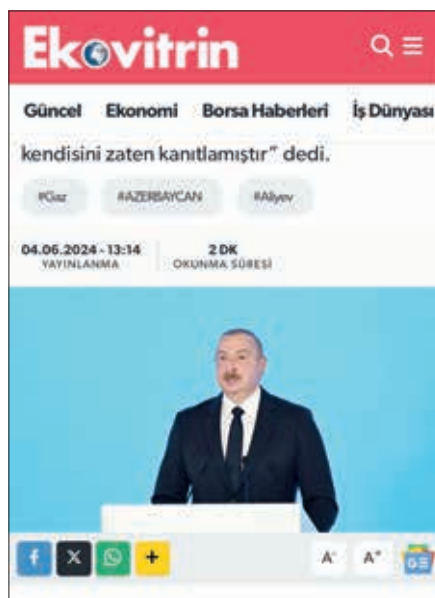 Ekovitrin
Güncel Ekonomi Borsa Haberleri İş Dünyası
kendisini zaten kanıtlamıştır” dedi.
#Gaz #AZERBAYCAN #Aliyev
04.06.2024 - 13:14 2 DK
YAYINLANMA OKUNMA SÜRESİ
A- A+ GE